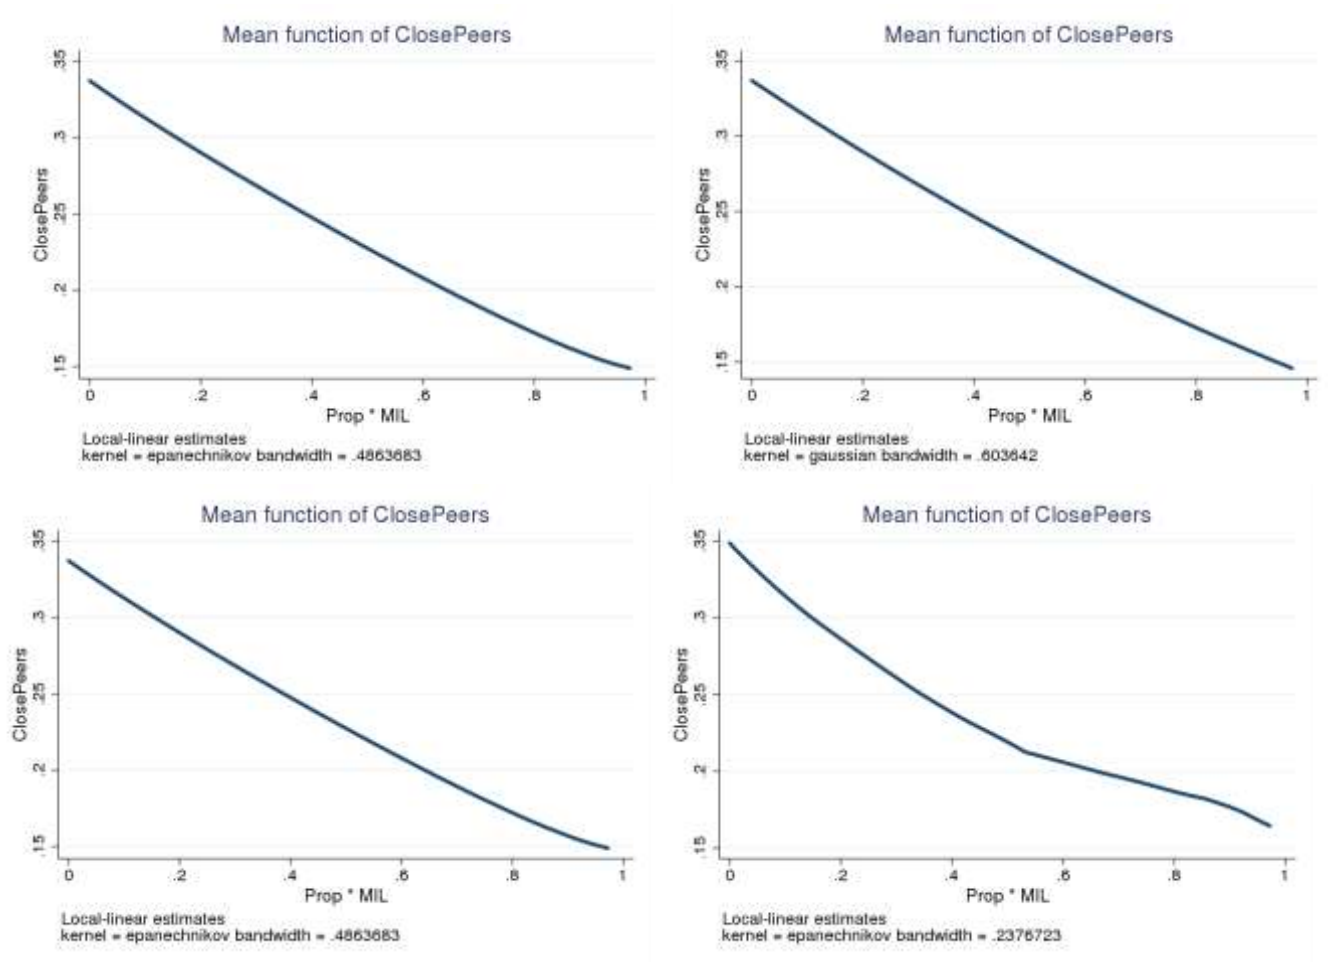 Mean function of ClosePeers
ClosePeers
.35
.3
.25
.2
.15
0 .2 .4 .6 .8 1
Prop * MIL
Local-linear estimates
kernel = epanechnikov bandwidth = .4863683
Mean function of ClosePeers
ClosePeers
.35
.3
.25
.2
.15
0 .2 .4 .6 .8 1
Prop * MIL
Local-linear estimates
kernel = gaussian bandwidth = .603642
Mean function of ClosePeers
ClosePeers
.35
.3
.25
.2
.15
0 .2 .4 .6 .8 1
Prop * MIL
Local-linear estimates
kernel = epanechnikov bandwidth = .4863683
Mean function of ClosePeers
ClosePeers
.35
.3
.25
.2
.15
0 .2 .4 .6 .8 1
Prop * MIL
Local-linear estimates
kernel = epanechnikov bandwidth = .2376723